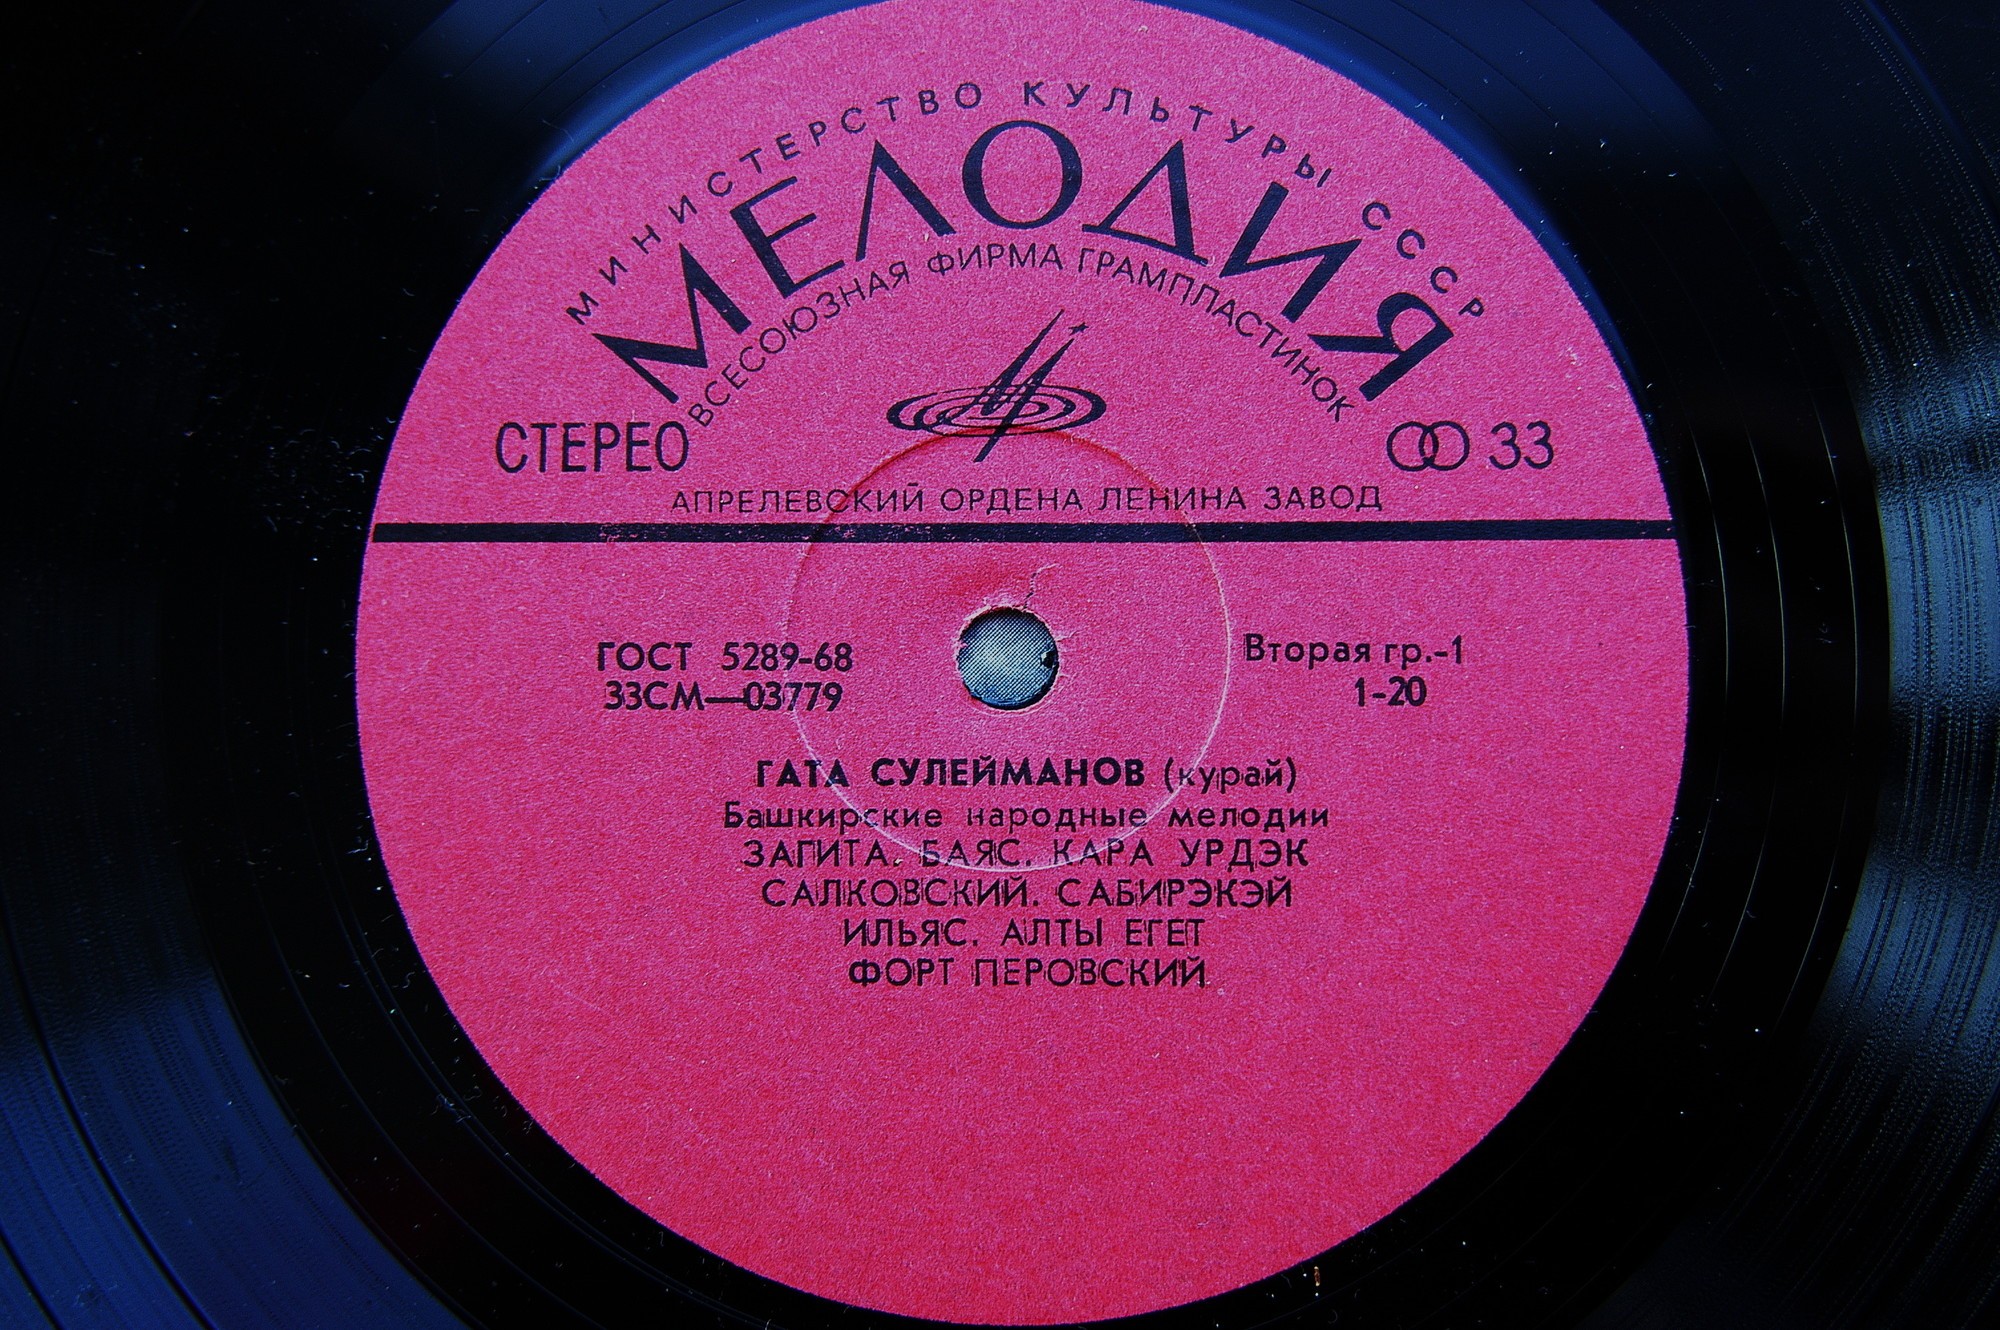 МИНИСТЕРСТВО КУЛЬТУРЫ СССР
МЕЛОДИЯ
ВСЕСОЮЗНАЯ ФИРМА ГРАМПЛАСТИНОК
СТЕРЕО
33
АПРЕЛЕВСКИЙ ОРДЕНА ЛЕНИНА ЗАВОД
ГОСТ 5289-68
33СМ—03779
Вторая гр.-1
1-20
ГАТА СУЛЕЙМАНОВ (курай)
Башкирские народные мелодии
ЗАГИТА. БАЯС. КАРА УРДЭК
САЛКОВСКИЙ. САБИРЭКЭЙ
ИЛЬЯС. АЛТЫ ЕГЕТ
ФОРТ ПЕРОВСКИЙ